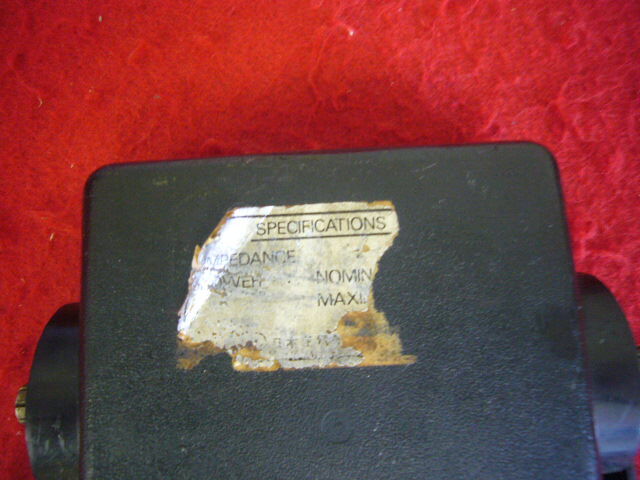 SPECIFICATIONS
MPEDANCE
OWER NOMIN
MAXI